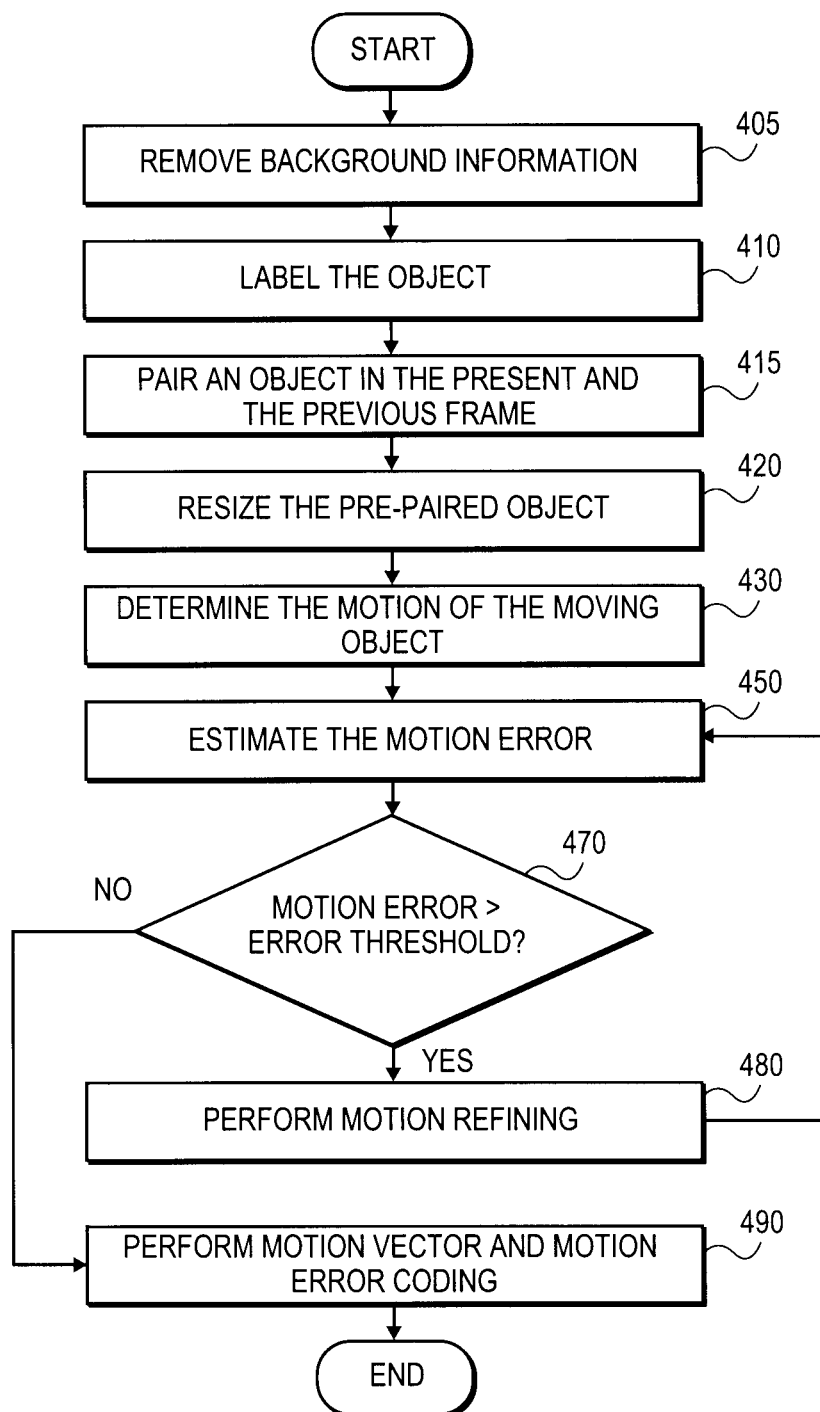 START
405
REMOVE BACKGROUND INFORMATION
410
LABEL THE OBJECT
415
PAIR AN OBJECT IN THE PRESENT AND
THE PREVIOUS FRAME
420
RESIZE THE PRE-PAIRED OBJECT
430
DETERMINE THE MOTION OF THE MOVING
OBJECT
450
ESTIMATE THE MOTION ERROR
470
NO
MOTION ERROR >
ERROR THRESHOLD?
YES
480
PERFORM MOTION REFINING
490
PERFORM MOTION VECTOR AND MOTION
ERROR CODING
END